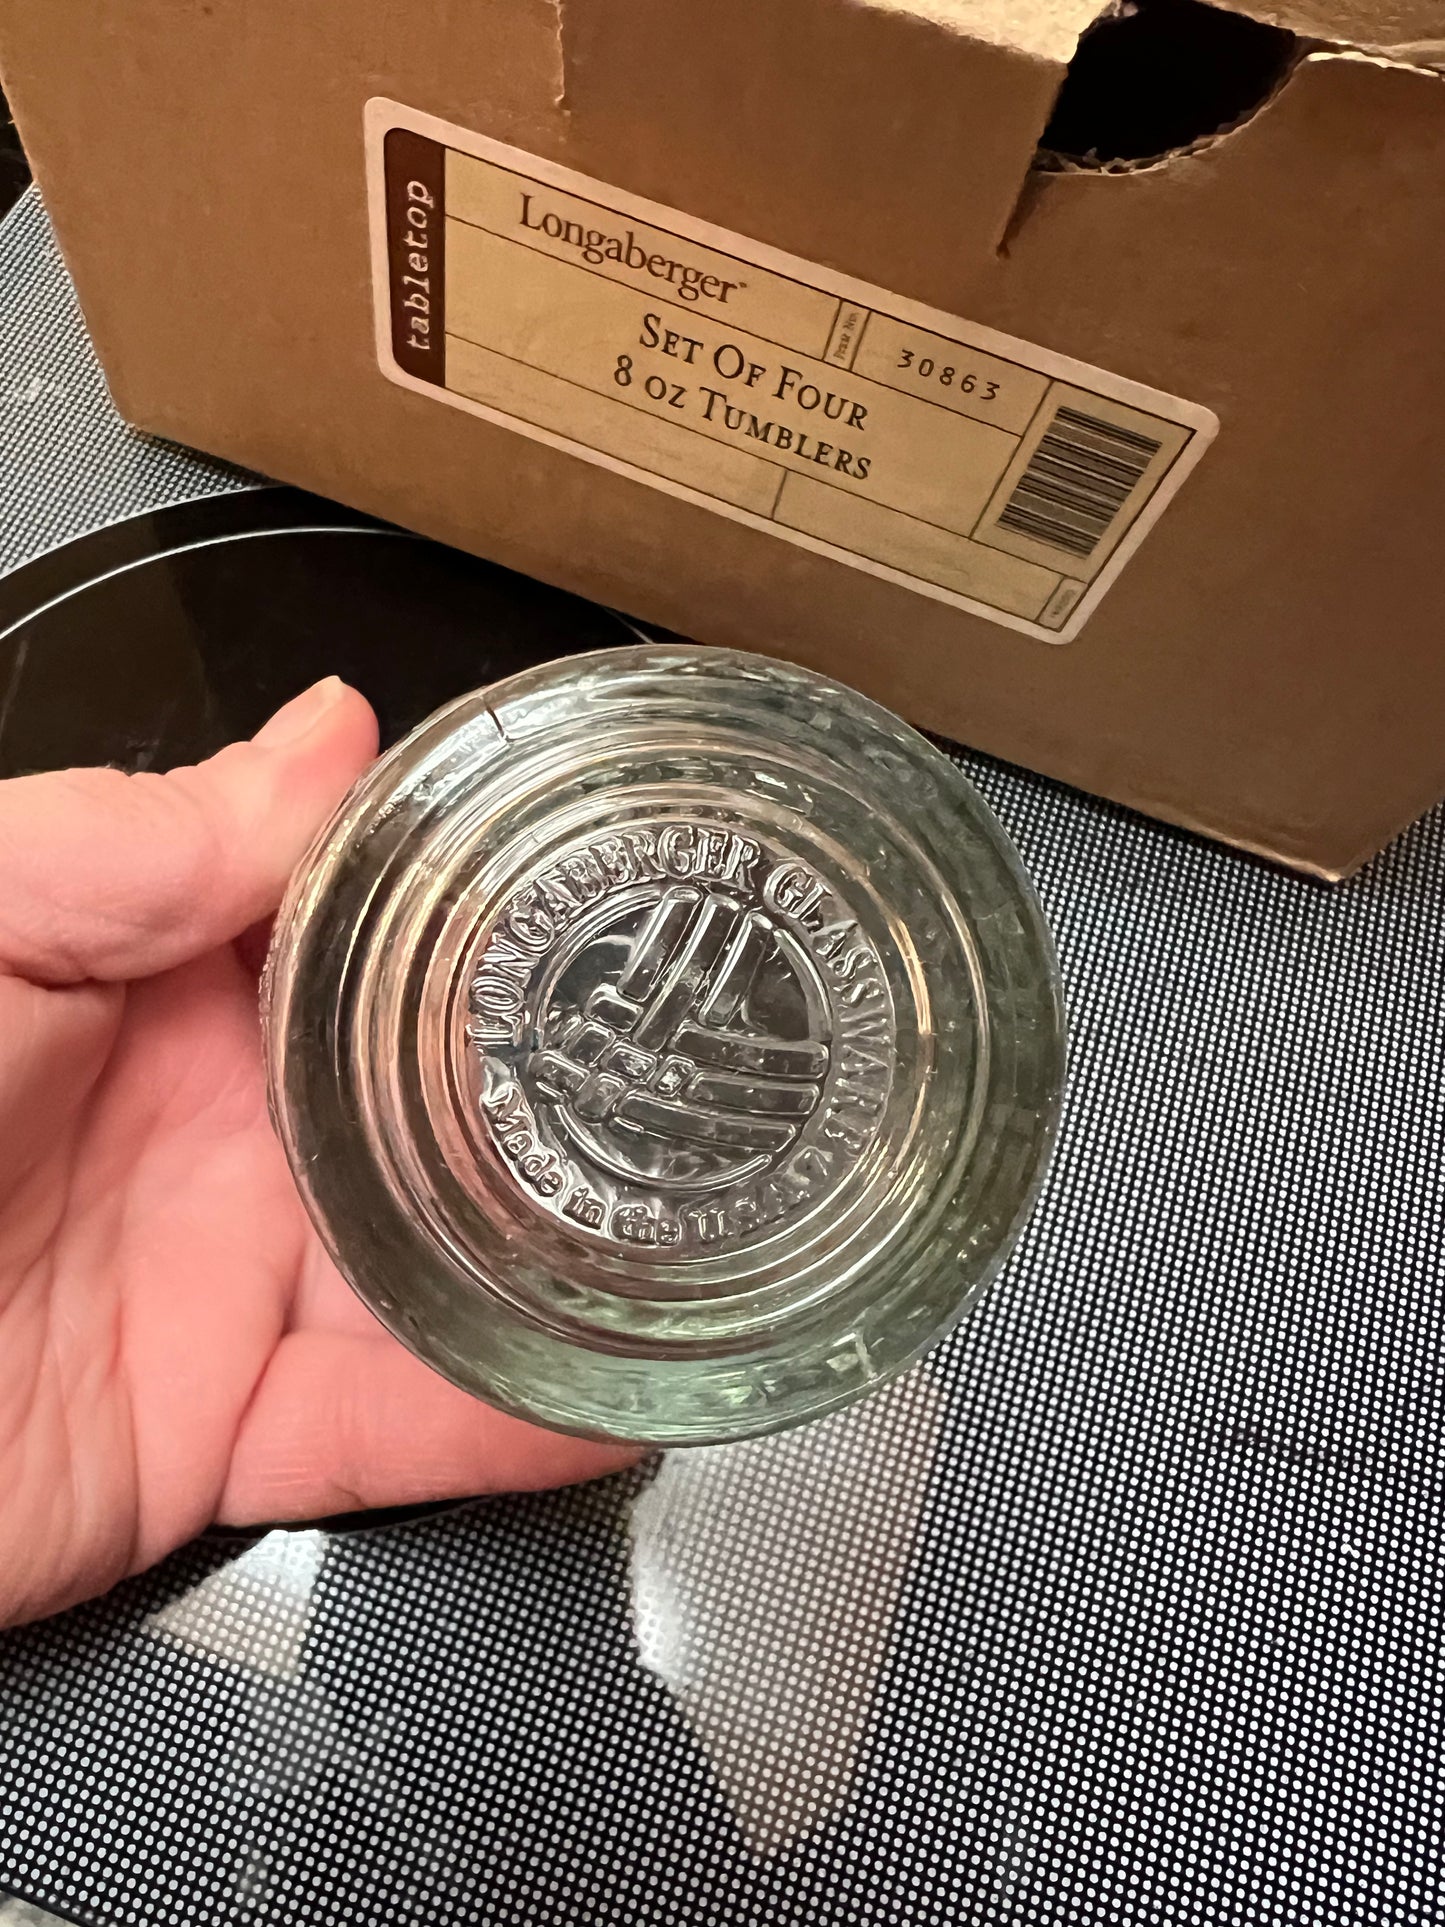 tabletop
Longaberger
30863
Set Of Four
8 oz Tumblers
LONGABERGER GLASSWARE
Made in the U.S.A.